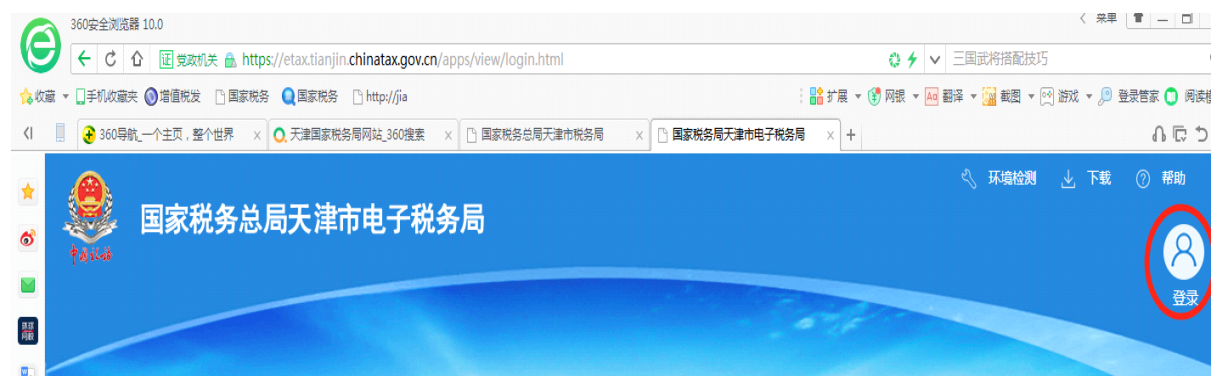 360安全浏览器 10.0
菜单
证 党政机关 https://etax.tianjin.chinatax.gov.cn/apps/view/login.html
三国武将搭配技巧
收藏 手机收藏夹 增值税发 国家税务 国家税务 http://jia
扩展 网银 Aa 翻译 截图 游戏 登录管家 阅读模
360导航_一个主页，整个世界 天津国家税务局网站_360搜索 国家税务总局天津市税务局 国家税务局天津市电子税务局
环境检测 下载 帮助
国家税务总局天津市电子税务局
中国税务
登录